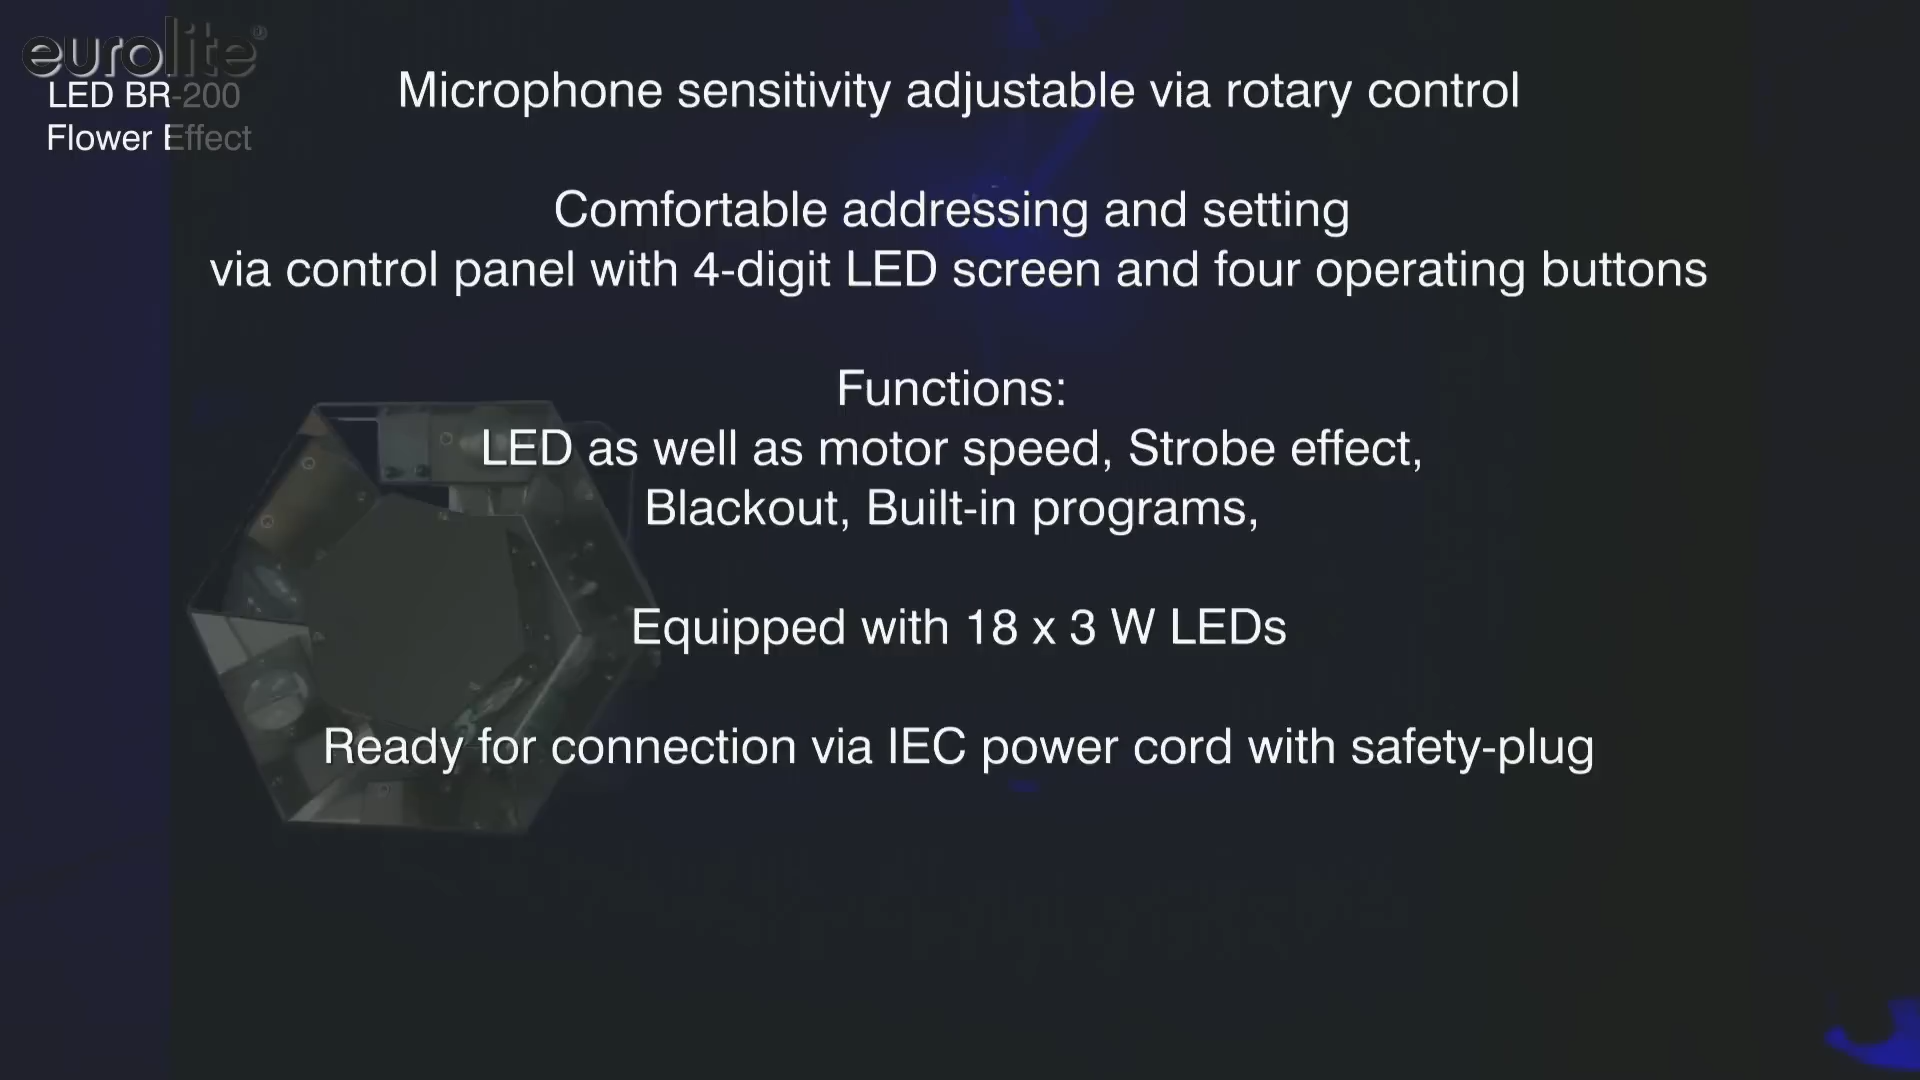 eurolite®
LED BR-200
Flower Effect
Microphone sensitivity adjustable via rotary control
Comfortable addressing and setting
via control panel with 4-digit LED screen and four operating buttons
Functions:
LED as well as motor speed, Strobe effect,
Blackout, Built-in programs,
Equipped with 18 x 3 W LEDs
Ready for connection via IEC power cord with safety-plug